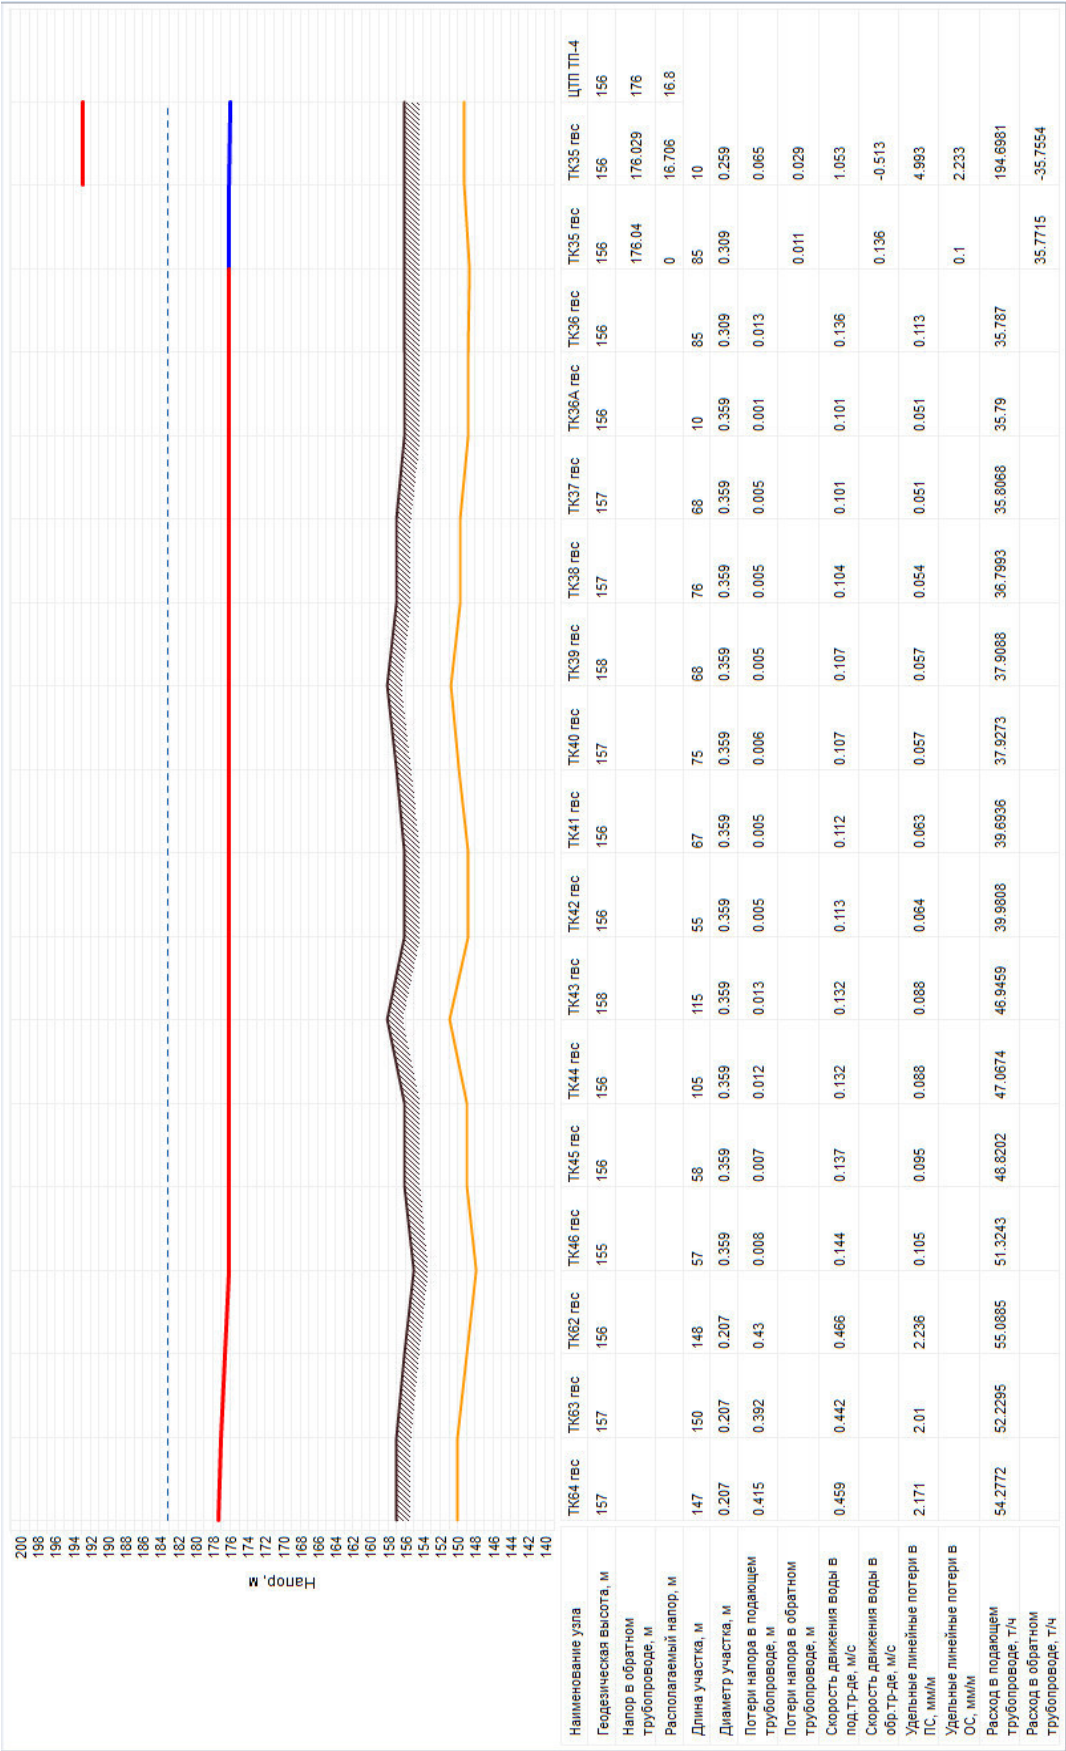 200
198
196
194
192
190
188
186
184
182
180
178
176
174
172
170
168
166
164
162
160
158
156
154
152
150
148
146
144
142
140
Напор, м
Наименование узла ТК64 гвс ТК63 гвс ТК62 гвс ТК46 гвс ТК45 гвс ТК44 гвс ТК43 гвс ТК42 гвс ТК41 гвс ТК40 гвс ТК39 гвс ТК38 гвс ТК37 гвс ТК36А гвс ТК36 гвс ТК35 гвс ТК35 гвс ЦТП ТП-4
Геодезическая высота, м 157 157 156 155 156 156 158 156 156 157 158 157 157 156 156 156 156 156
Напор в обратном
трубопроводе, м 176.04 176.029 176
Располагаемый напор, м 0 16.706 16.8
Длина участка, м 147 150 148 57 58 105 115 55 67 75 68 76 68 10 85 85 10
Диаметр участка, м 0.207 0.207 0.207 0.359 0.359 0.359 0.359 0.359 0.359 0.359 0.359 0.359 0.359 0.359 0.309 0.309 0.259
Потери напора в подающем
трубопроводе, м 0.415 0.392 0.43 0.008 0.007 0.012 0.013 0.005 0.005 0.006 0.005 0.005 0.005 0.001 0.013 0.065
Потери напора в обратном
трубопроводе, м 0.011 0.029
Скорость движения воды в
под.тр-де, м/с 0.459 0.442 0.466 0.144 0.137 0.132 0.132 0.113 0.112 0.107 0.107 0.104 0.101 0.101 0.136 1.053
Скорость движения воды в
обр.тр-де, м/с 0.136 -0.513
Удельные линейные потери в
ПС, мм/м 2.171 2.01 2.236 0.105 0.095 0.088 0.088 0.064 0.063 0.057 0.057 0.054 0.051 0.051 0.113 4.993
Удельные линейные потери в
ОС, мм/м 0.1 2.233
Расход в подающем
трубопроводе, т/ч 54.2772 52.2295 55.0885 51.3243 48.8202 47.0674 46.9459 39.9808 39.6936 37.9273 37.9088 36.7993 35.8068 35.79 35.787 194.6981
Расход в обратном
трубопроводе, т/ч 35.7715 -35.7554